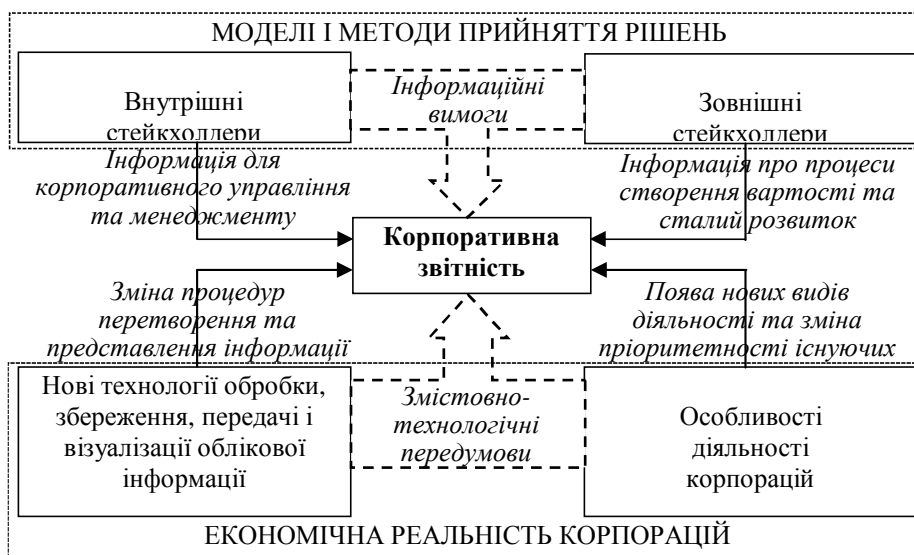 МОДЕЛІ І МЕТОДИ ПРИЙНЯТТЯ РІШЕНЬ
Внутрішні
стейкхоллери
Інформаційні
вимоги
Зовнішні
стейкхоллери
Інформація для
корпоративного управління
та менеджменту
Інформація про процеси
створення вартості та
сталий розвиток
Корпоративна
звітність
Зміна процедур
перетворення та
представлення інформації
Поява нових видів
діяльності та зміна
пріоритетності існуючих
Нові технології обробки,
збереження, передачі і
візуалізації облікової
інформації
Змістовно-
технологічні
передумови
Особливості
діяльності
корпорацій
ЕКОНОМІЧНА РЕАЛЬНІСТЬ КОРПОРАЦІЙ